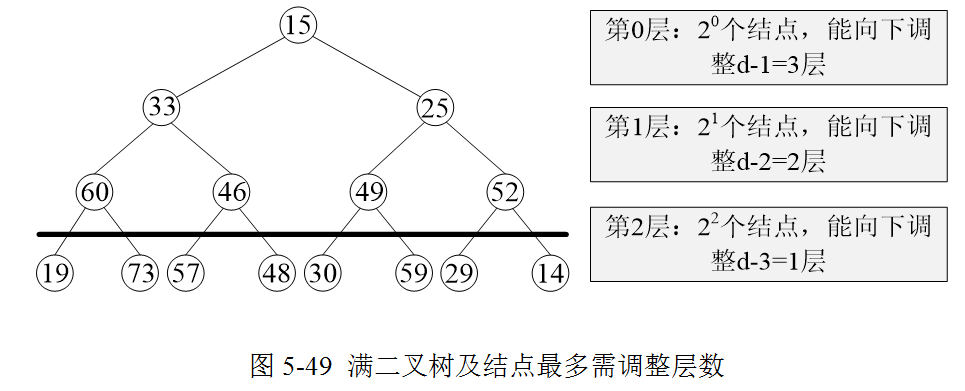 15
第0层：2⁰个结点，能向下调
整d-1=3层
33
25
第1层：2¹个结点，能向下调
整d-2=2层
60
46
49
52
第2层：2²个结点，能向下调
整d-3=1层
19
73
57
48
30
59
29
14
图 5-49 满二叉树及结点最多需调整层数